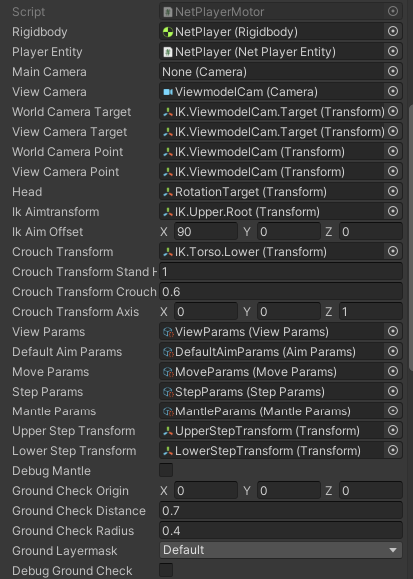 Script NetPlayerMotor
Rigidbody NetPlayer (Rigidbody)
Player Entity NetPlayer (Net Player Entity)
Main Camera None (Camera)
View Camera ViewmodelCam (Camera)
World Camera Target IK.ViewmodelCam.Target (Transform)
View Camera Target IK.ViewmodelCam.Target (Transform)
World Camera Point IK.ViewmodelCam (Transform)
View Camera Point IK.ViewmodelCam (Transform)
Head RotationTarget (Transform)
Ik Aimtransform IK.Upper.Root (Transform)
Ik Aim Offset X 90 Y 0 Z 0
Crouch Transform IK.Torso.Lower (Transform)
Crouch Transform Stand H 1
Crouch Transform Crouch 0.6
Crouch Transform Axis X 0 Y 0 Z 1
View Params ViewParams (View Params)
Default Aim Params DefaultAimParams (Aim Params)
Move Params MoveParams (Move Params)
Step Params StepParams (Step Params)
Mantle Params MantleParams (Mantle Params)
Upper Step Transform UpperStepTransform (Transform)
Lower Step Transform LowerStepTransform (Transform)
Debug Mantle
Ground Check Origin X 0 Y 0 Z 0
Ground Check Distance 0.7
Ground Check Radius 0.4
Ground Layermask Default
Debug Ground Check